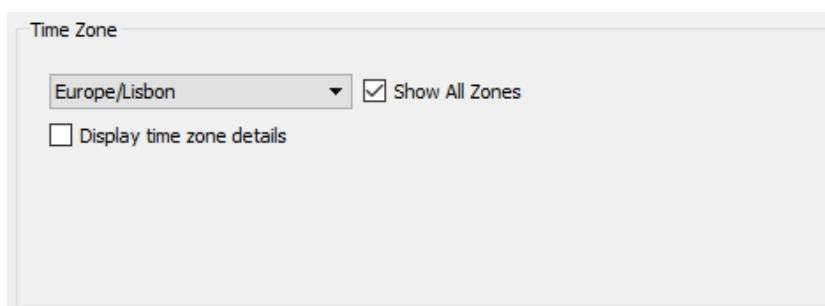 Time Zone
Europe/Lisbon Show All Zones
Display time zone details